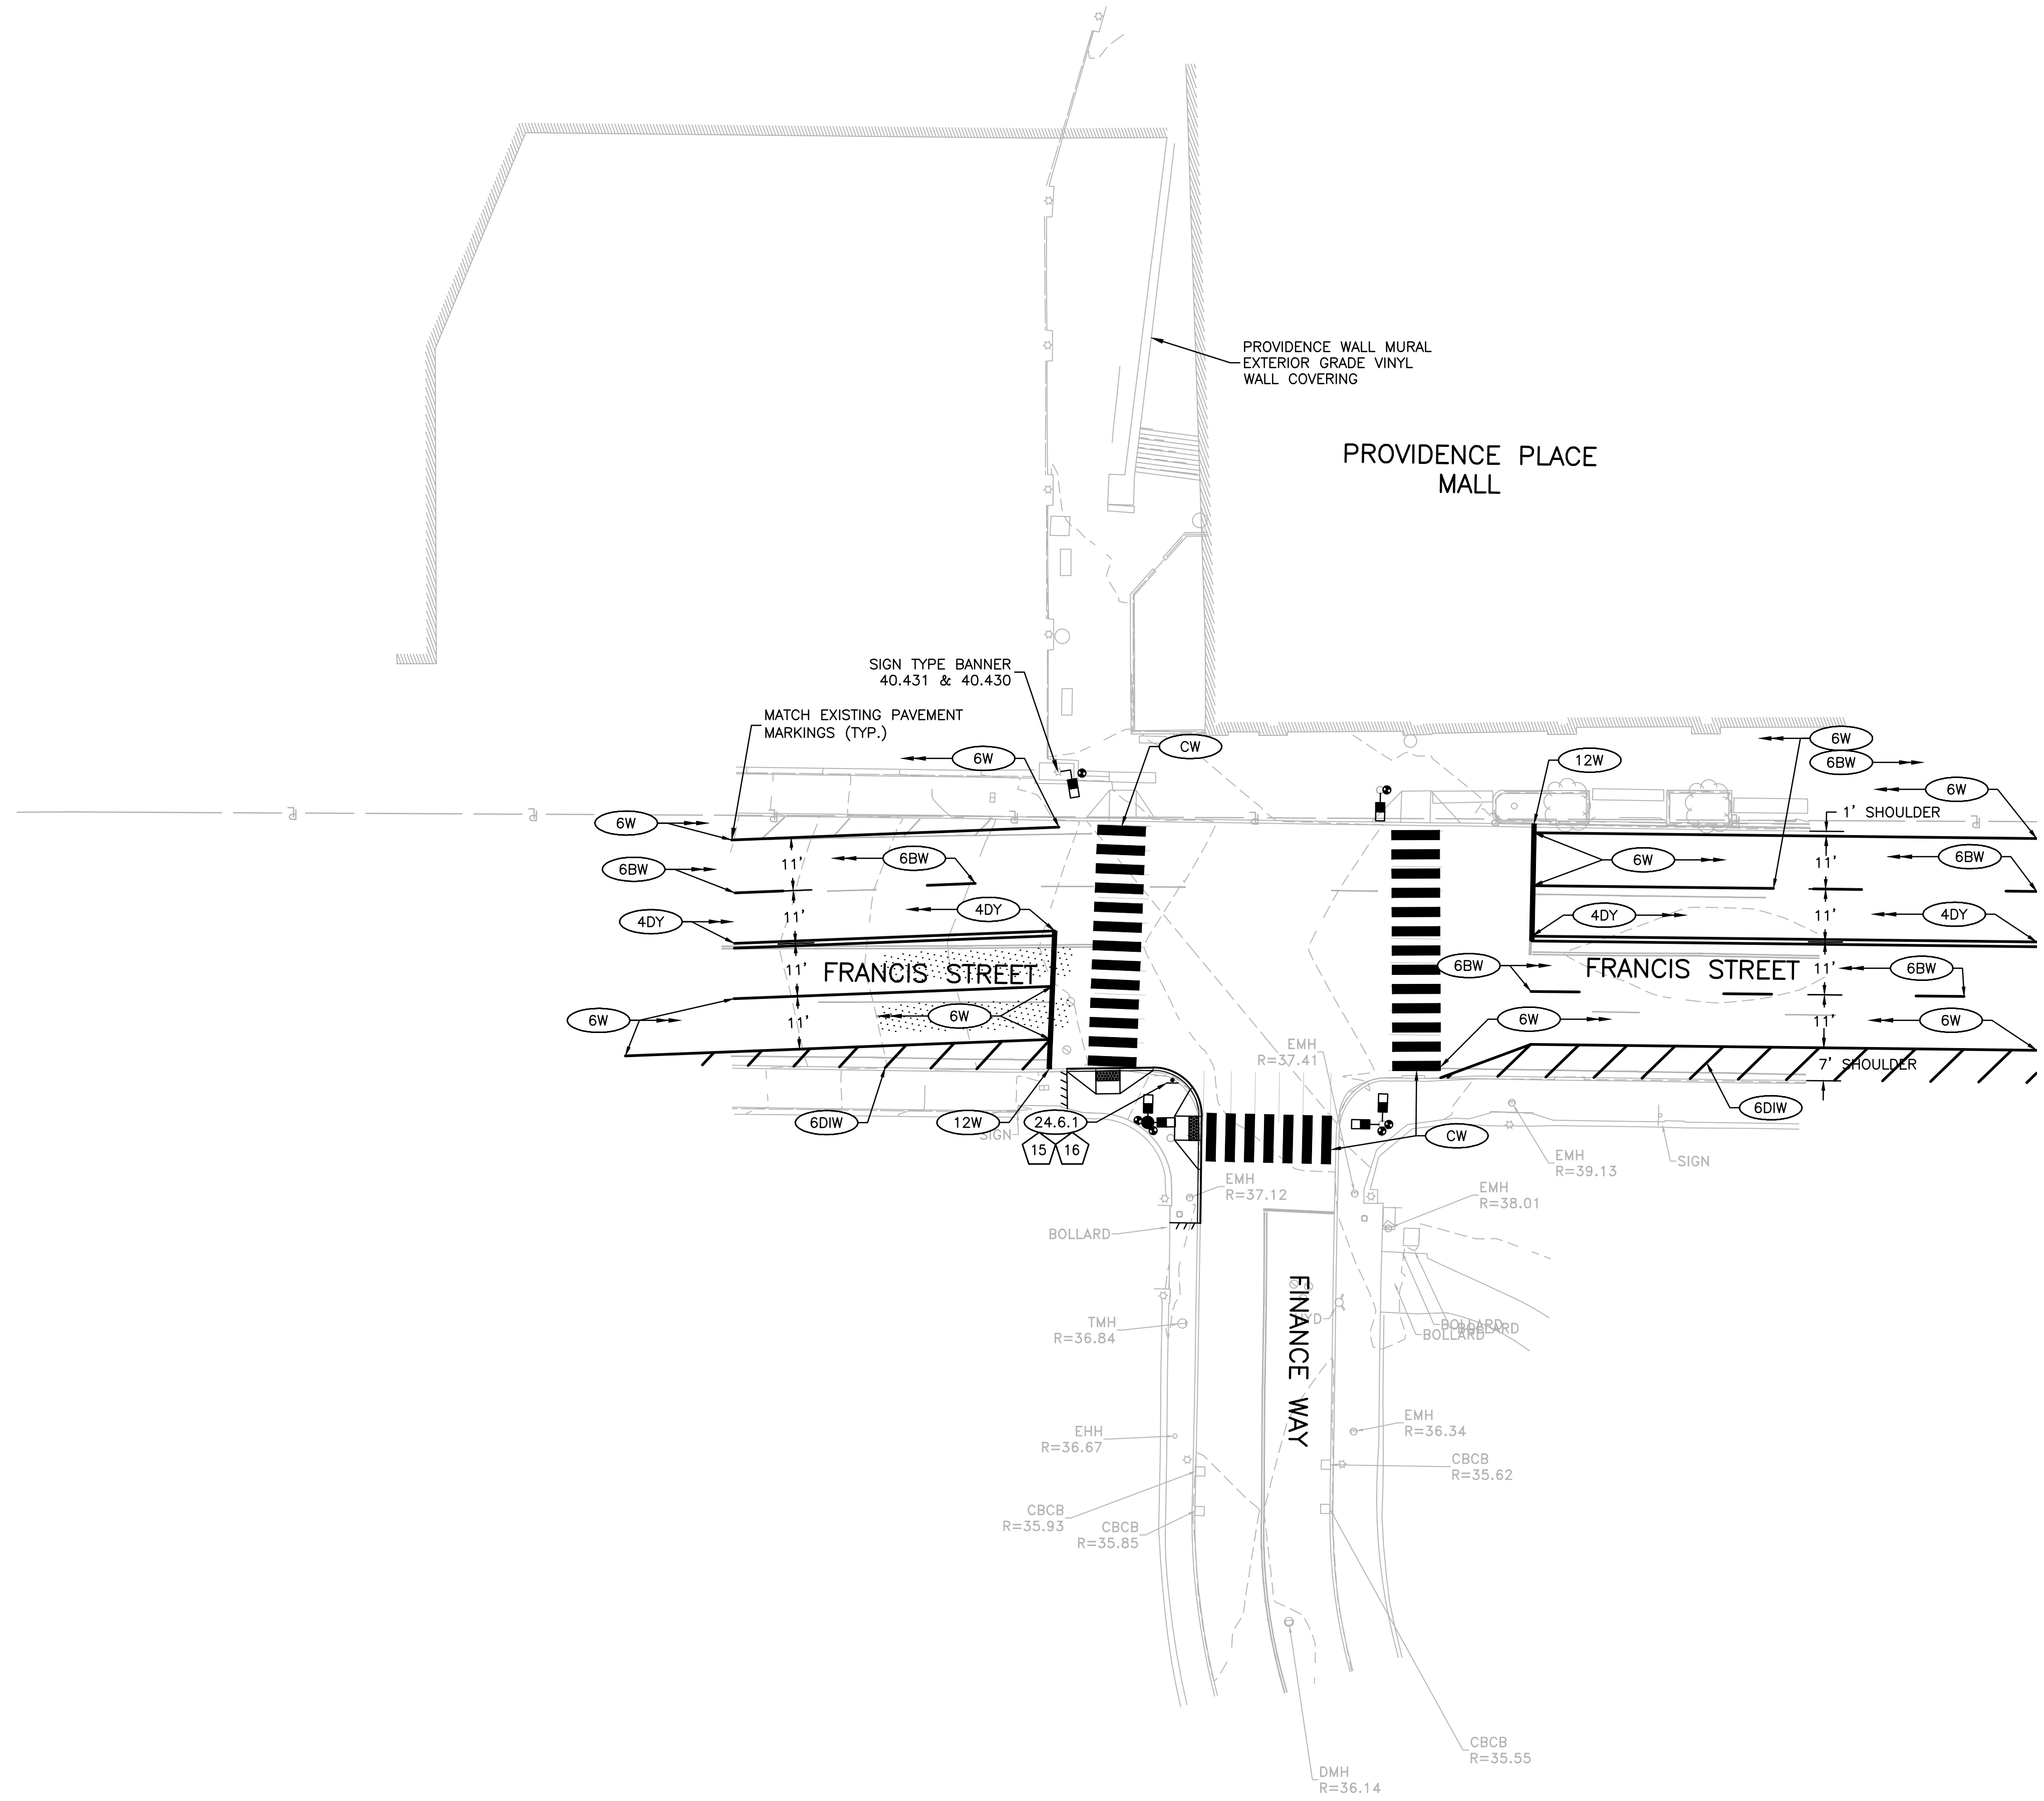 PROVIDENCE WALL MURAL
EXTERIOR GRADE VINYL
WALL COVERING
PROVIDENCE PLACE
MALL
SIGN TYPE BANNER
40.431 & 40.430
MATCH EXISTING PAVEMENT
MARKINGS (TYP.)
6W
CW
12W
6W
6BW
6W
1' SHOULDER
6W
6BW
6BW
4DY
4DY
11'
11'
11'
11'
FRANCIS STREET
6W
6W
6DIW
12W
24.6.1
15
16
SIGN
6W
6BW
4DY
4DY
6BW
FRANCIS STREET
6BW
6W
6W
11'
11'
11'
11'
7' SHOULDER
6DIW
CW
EMH
R=37.41
EMH
R=39.13
SIGN
EMH
R=37.12
EMH
R=38.01
BOLLARD
TMH
R=36.84
FINANCE WAY
BOLLARD
BOLLARD
BOLLARD
EHH
R=36.67
EMH
R=36.34
CBCB
R=35.62
CBCB
R=35.93
CBCB
R=35.85
CBCB
R=35.55
DMH
R=36.14